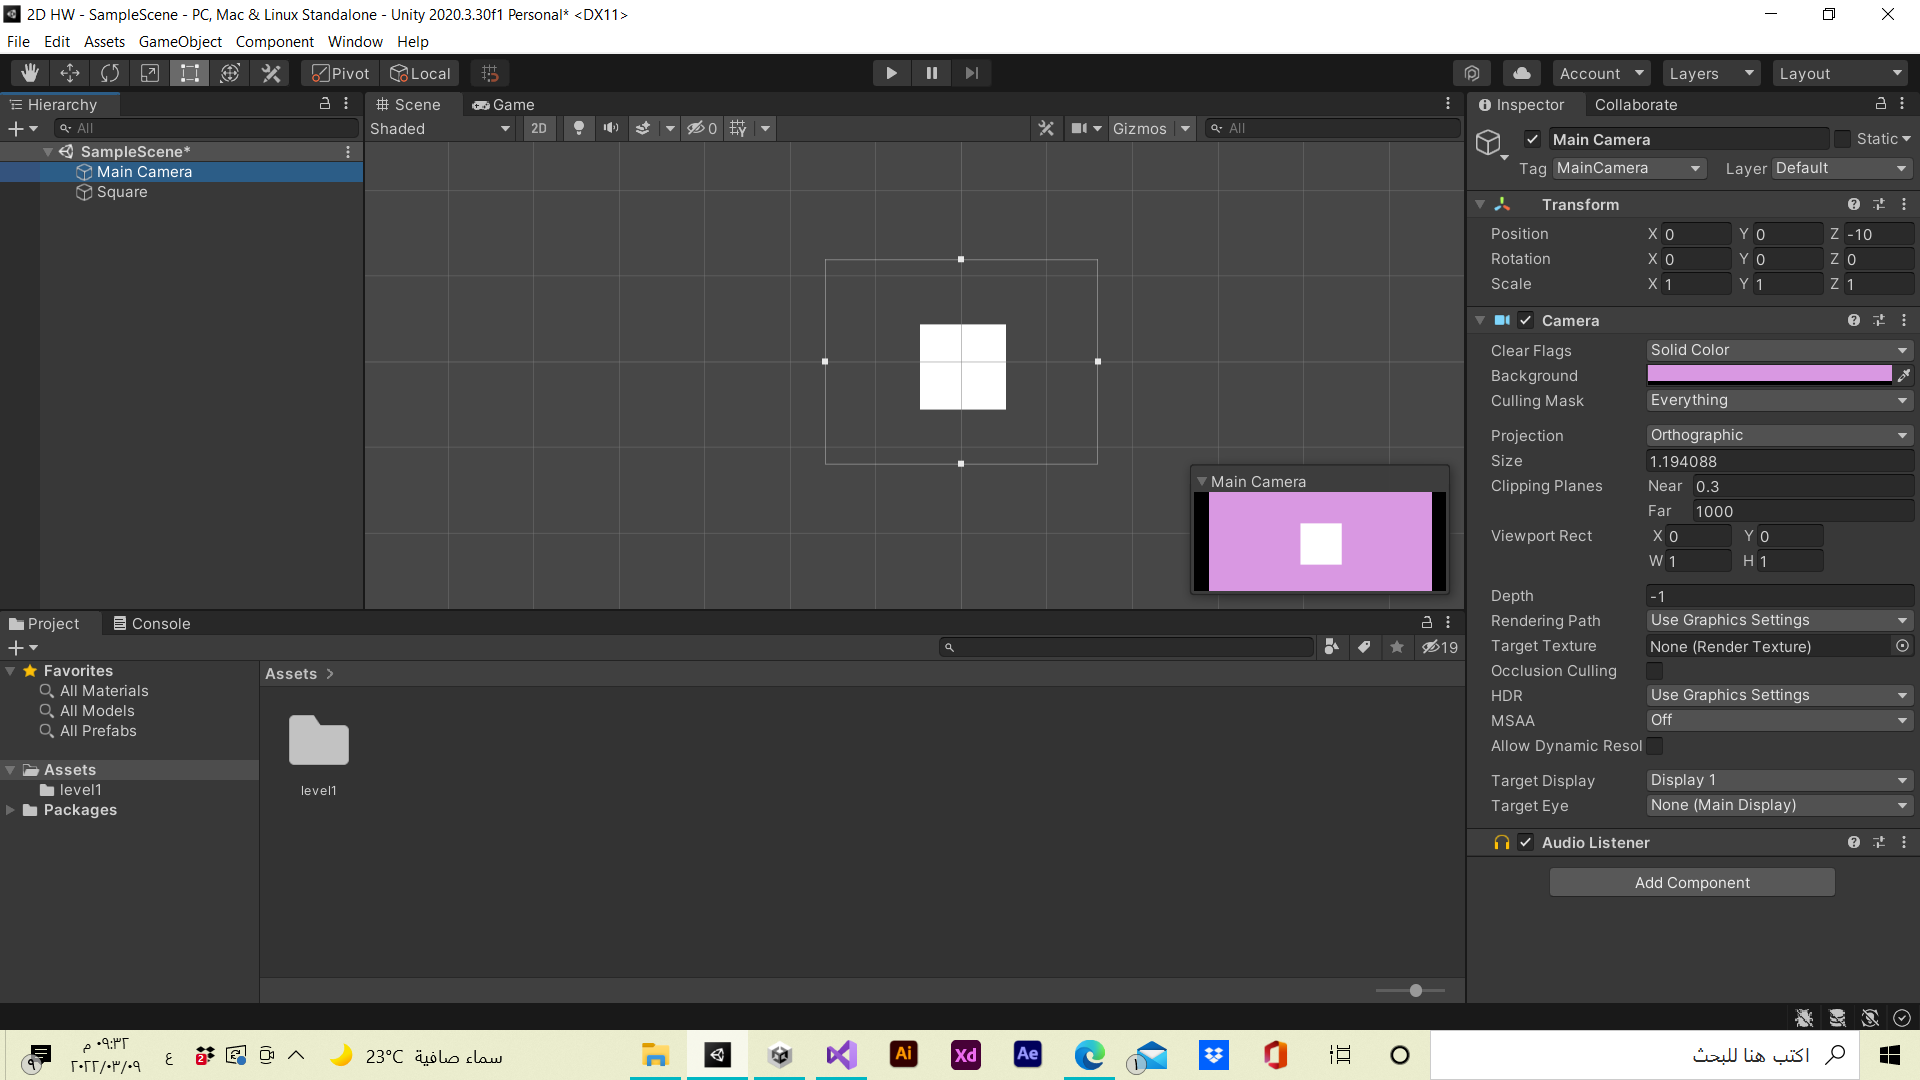 2D HW - SampleScene - PC, Mac & Linux Standalone - Unity 2020.3.30f1 Personal* <DX11>
File Edit Assets GameObject Component Window Help
Pivot Local Account Layers Layout
Hierarchy
All
SampleScene*
Main Camera
Square
Scene Game
Shaded 2D 0 Gizmos All
Main Camera
Inspector Collaborate
Main Camera Static
Tag MainCamera Layer Default
Transform
Position X 0 Y 0 Z -10
Rotation X 0 Y 0 Z 0
Scale X 1 Y 1 Z 1
Camera
Clear Flags Solid Color
Background
Culling Mask Everything
Projection Orthographic
Size 1.194088
Clipping Planes Near 0.3
Far 1000
Viewport Rect X 0 Y 0
W 1 H 1
Depth -1
Rendering Path Use Graphics Settings
Target Texture None (Render Texture)
Occlusion Culling
HDR Use Graphics Settings
MSAA Off
Allow Dynamic Resol
Target Display Display 1
Target Eye None (Main Display)
Audio Listener
Add Component
Project Console
19
Favorites
All Materials
All Models
All Prefabs
Assets
level1
Packages
Assets >
level1
٠٩:٣٢ م
٢٠٢٢/٠٣/٠٩
٩
ع
2
23°C سماء صافية
Ai
Xd
Ae
١
اكتب هنا للبحث